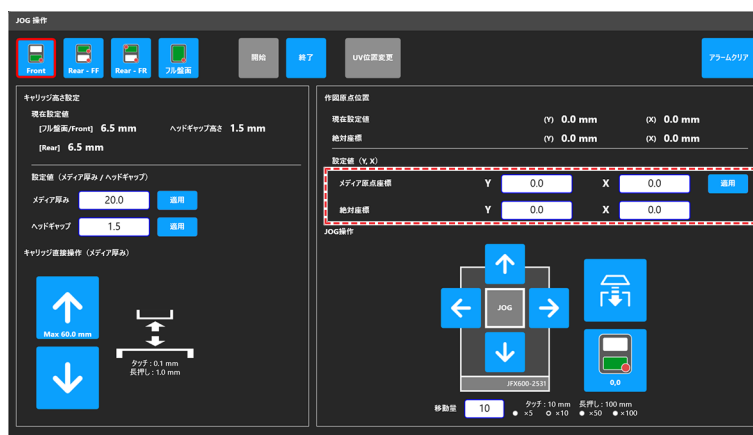 JOG 操作
Front
Rear - FF
Rear - FR
フル盤面
開始
終了
UV位置変更
アラームクリア
キャリッジ高さ設定
現在設定値
[フル盤面/Front] 6.5 mm ヘッドギャップ高さ 1.5 mm
[Rear] 6.5 mm
設定値（メディア厚み / ヘッドギャップ）
メディア厚み 20.0 適用
ヘッドギャップ 1.5 適用
キャリッジ直接操作（メディア厚み）
Max 60.0 mm
タッチ : 0.1 mm
長押し : 1.0 mm
作図原点位置
現在設定値 (Y) 0.0 mm (X) 0.0 mm
絶対座標 (Y) 0.0 mm (X) 0.0 mm
設定値（Y, X）
メディア原点座標 Y 0.0 X 0.0 適用
絶対座標 Y 0.0 X 0.0
JOG操作
JOG
JFX600-2531
0,0
移動量 10 タッチ : 10 mm 長押し : 100 mm
×5 ×10 ×50 ×100